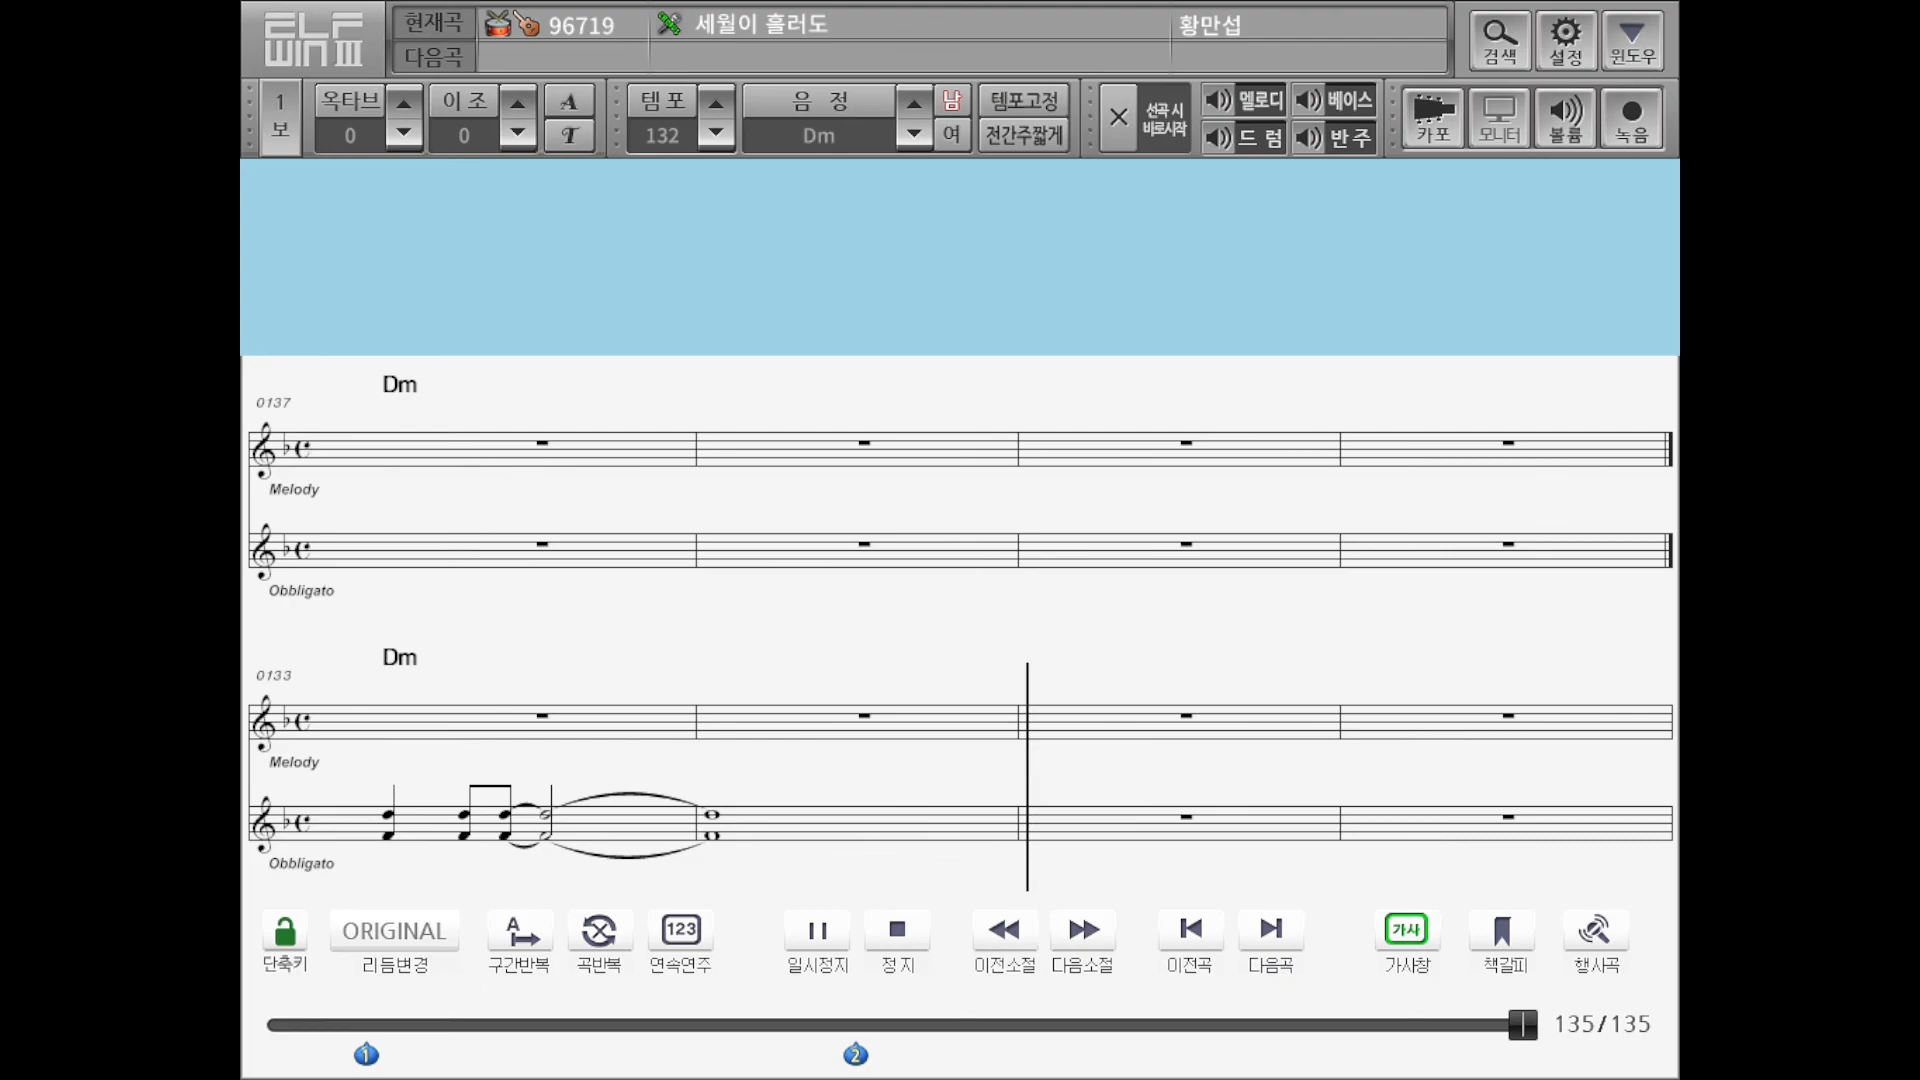 ELF
WIN III
현재곡 96719 세월이 흘러도 황만섭
다음곡
검색 설정 윈도우
1
보
옥타브 0
이조 0
A
T
템포 132
음 정 Dm
남
여
템포고정
전간주짧게
선곡 시
바로시작
멜로디 베이스
드럼 반주
카포 모니터 볼륨 녹음
Dm
0137
Melody
Obbligato
Dm
0133
Melody
Obbligato
ORIGINAL A 123 가사
단축키 리듬변경 구간반복 곡반복 연속연주 일시정지 정지 이전소절 다음소절 이전곡 다음곡 가사창 책갈피 행사곡
135/135
1 2